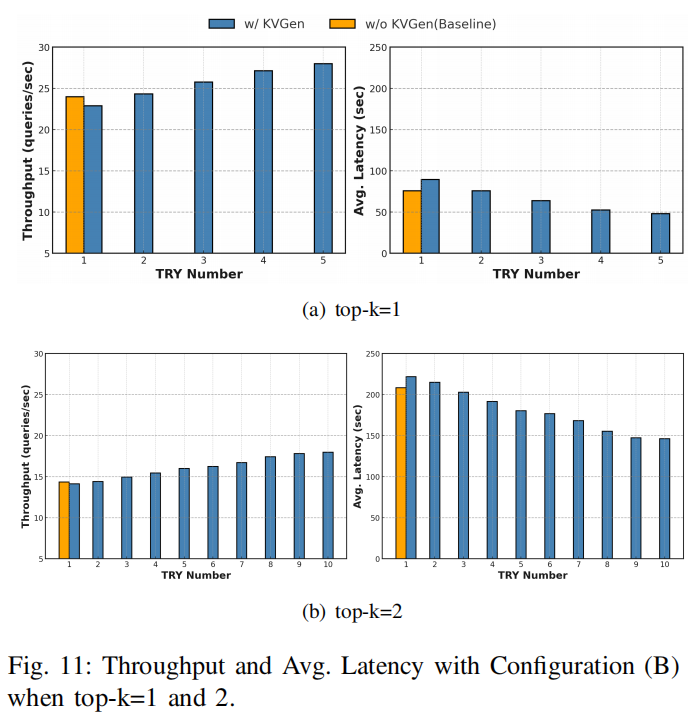 w/ KVGen w/o KVGen(Baseline)
Throughput (queries/sec)
30
25
20
15
10
5
1 2 3 4 5
TRY Number
Avg. Latency (sec)
250
200
150
100
50
0
1 2 3 4 5
TRY Number
(a) top-k=1
Throughput (queries/sec)
30
25
20
15
10
5
1 2 3 4 5 6 7 8 9 10
TRY Number
Avg. Latency (sec)
250
200
150
100
50
0
1 2 3 4 5 6 7 8 9 10
TRY Number
(b) top-k=2
Fig. 11: Throughput and Avg. Latency with Configuration (B)
when top-k=1 and 2.